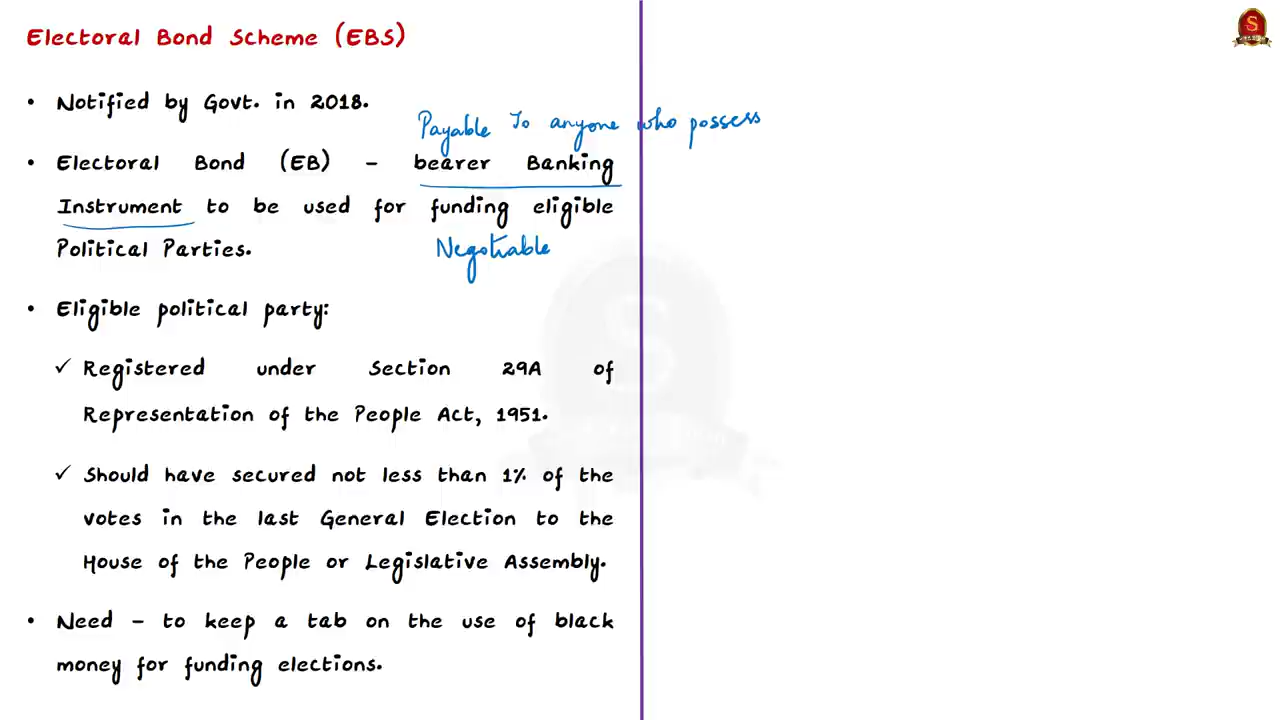 Electoral Bond Scheme (EBS)
• Notified by Govt. in 2018.
Payable To anyone who possess
• Electoral Bond (EB) – bearer Banking
Instrument to be used for funding eligible
Political Parties.
Negotiable
• Eligible political party:
✓ Registered under Section 29A of
Representation of the People Act, 1951.
✓ Should have secured not less than 1% of the
votes in the last General Election to the
House of the People or Legislative Assembly.
• Need – to keep a tab on the use of black
money for funding elections.
S